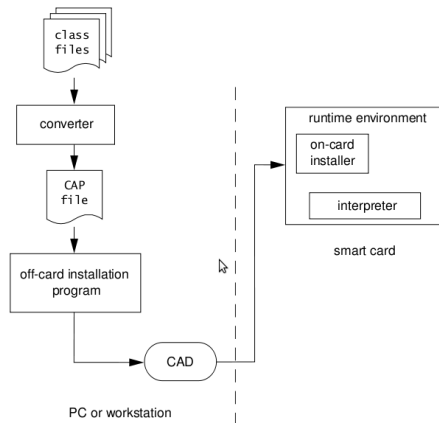 class
files
converter
CAP
file
off-card installation
program
CAD
PC or workstation
runtime environment
on-card
installer
interpreter
smart card